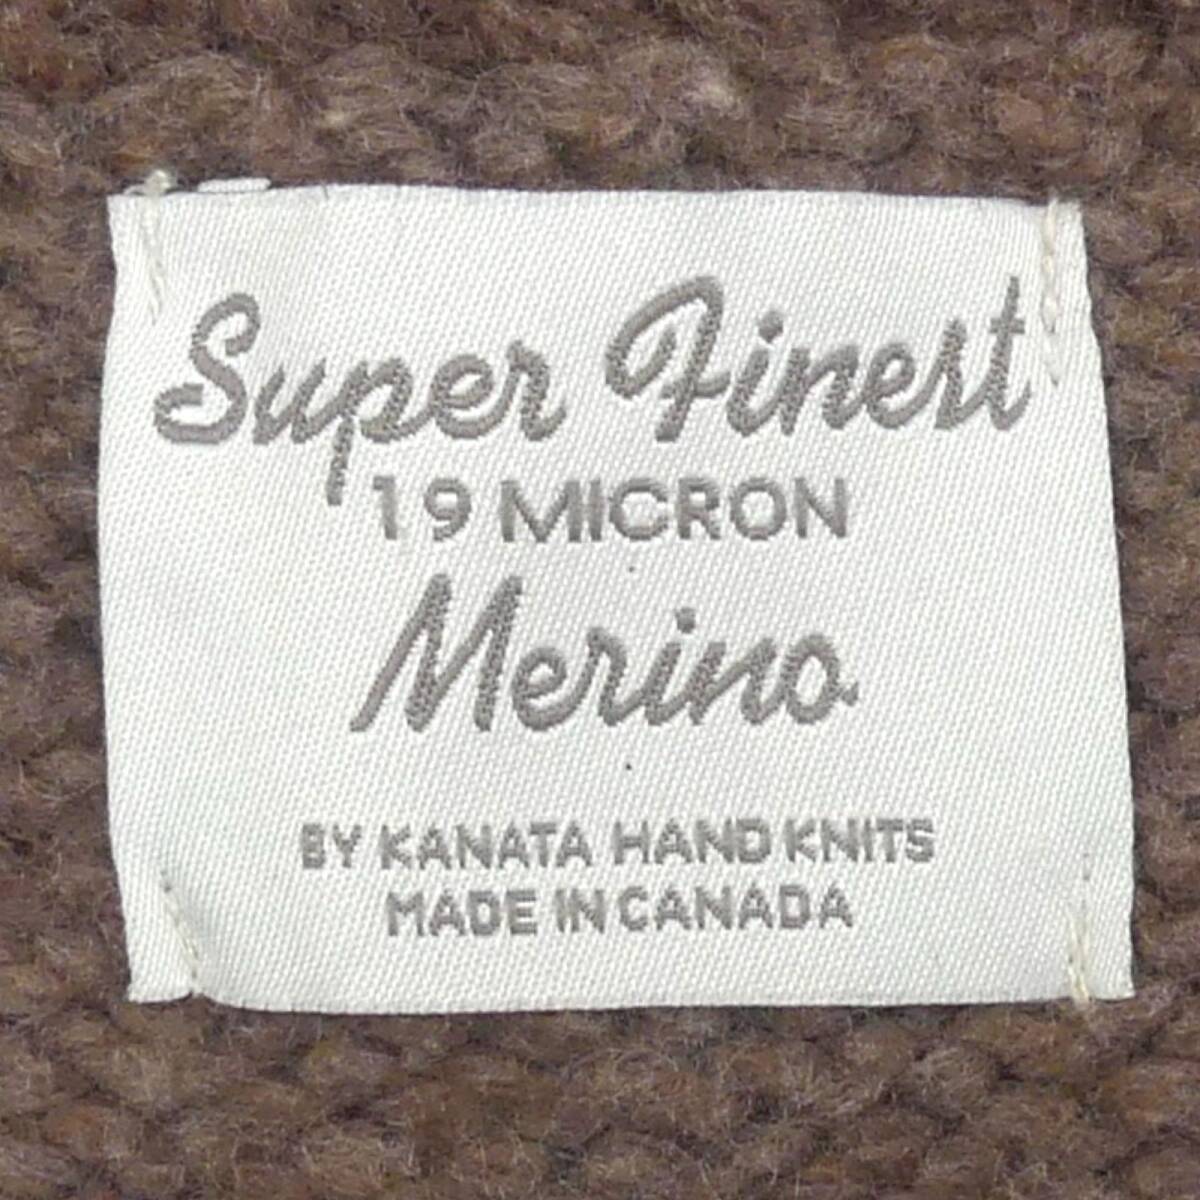 Super Finest
19 MICRON
Merino
BY KANATA HAND KNITS
MADE IN CANADA